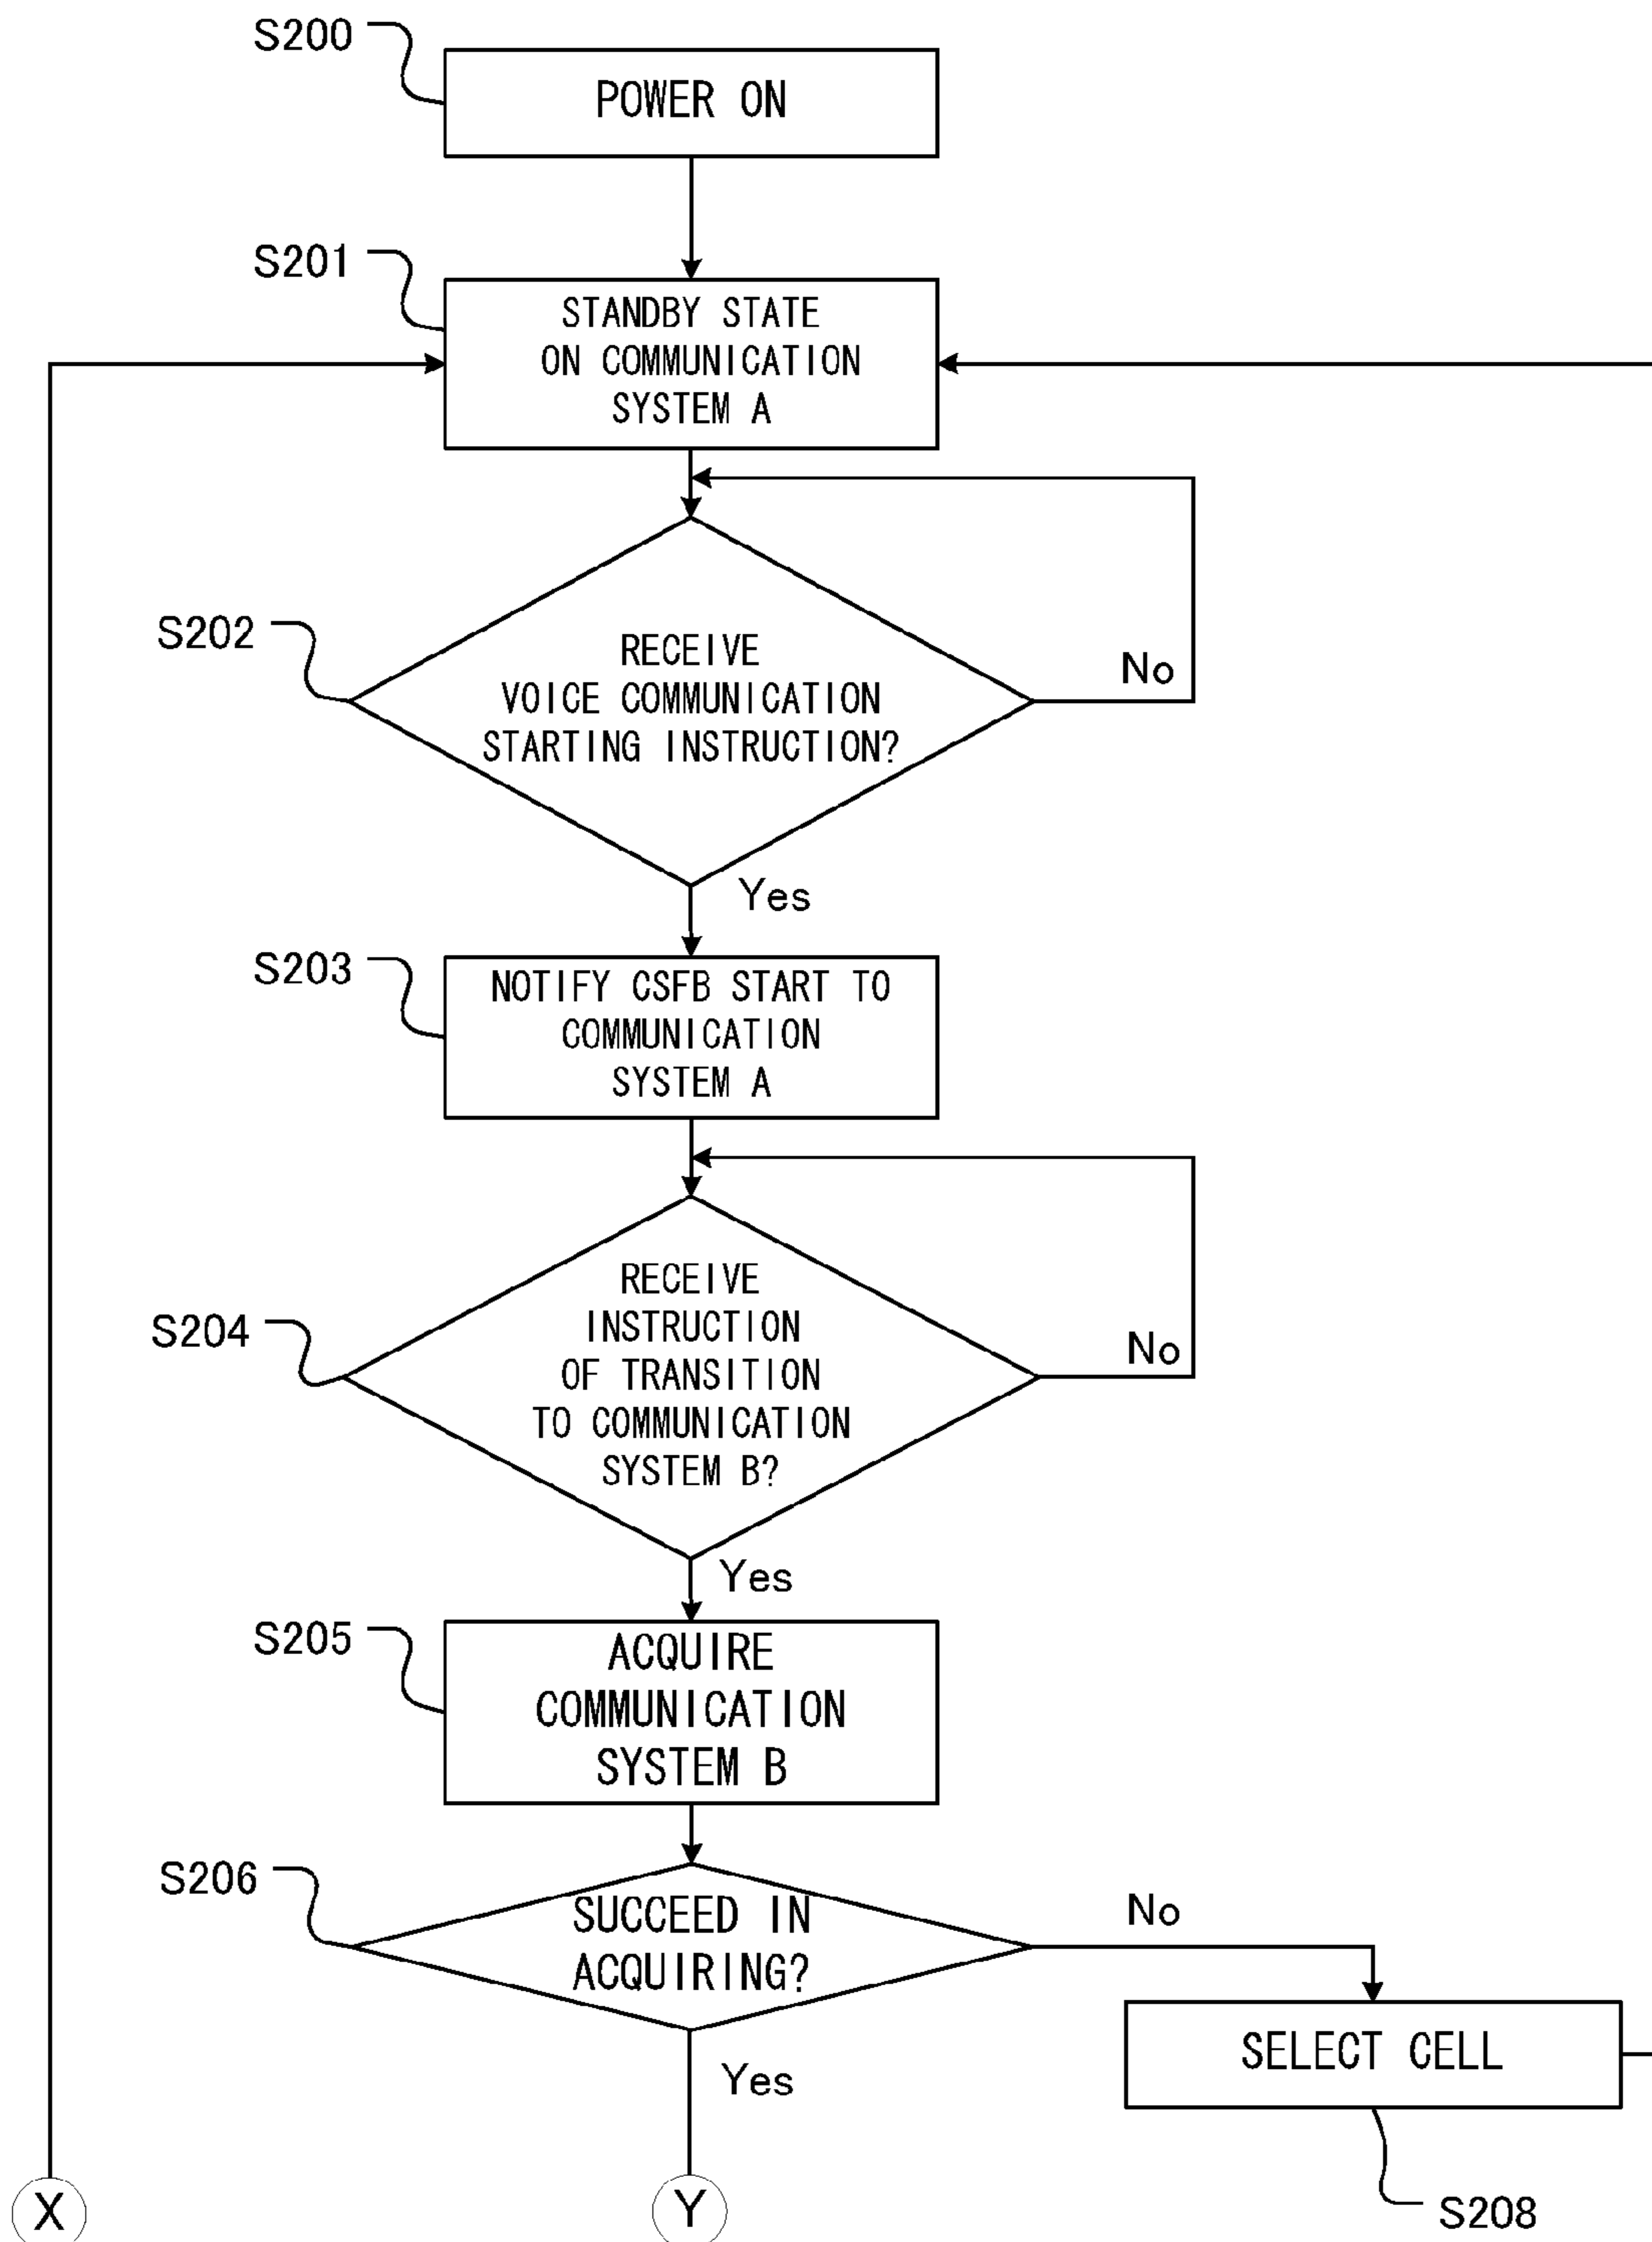 S200
POWER ON
S201
STANDBY STATE
ON COMMUNICATION
SYSTEM A
S202
RECEIVE
VOICE COMMUNICATION
STARTING INSTRUCTION?
No
Yes
S203
NOTIFY CSFB START TO
COMMUNICATION
SYSTEM A
S204
RECEIVE
INSTRUCTION
OF TRANSITION
TO COMMUNICATION
SYSTEM B?
No
Yes
S205
ACQUIRE
COMMUNICATION
SYSTEM B
S206
SUCCEED IN
ACQUIRING?
No
Yes
SELECT CELL
S208
X
Y